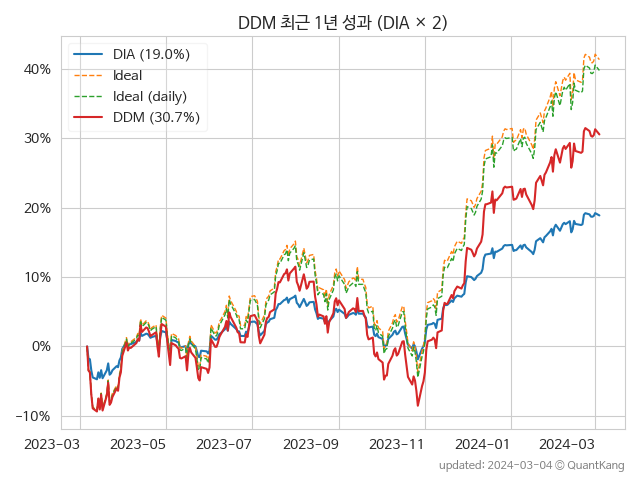 DDM 최근 1년 성과 (DIA × 2)
DIA (19.0%)
Ideal
Ideal (daily)
DDM (30.7%)
40%
30%
20%
10%
0%
−10%
2023−03 2023−05 2023−07 2023−09 2023−11 2024−01 2024−03
updated: 2024-03-04 © QuantKang